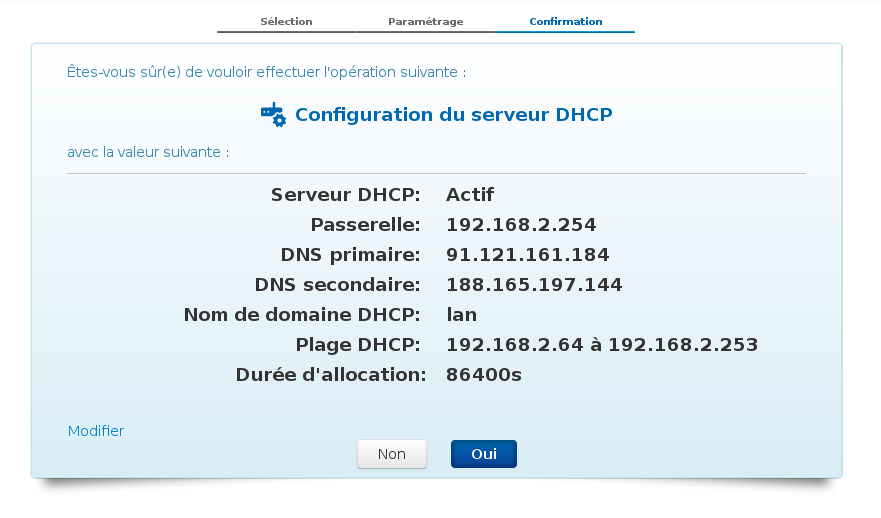 Sélection Paramétrage Confirmation
Êtes-vous sûr(e) de vouloir effectuer l'opération suivante :
Configuration du serveur DHCP
avec la valeur suivante :
Serveur DHCP: Actif
Passerelle: 192.168.2.254
DNS primaire: 91.121.161.184
DNS secondaire: 188.165.197.144
Nom de domaine DHCP: lan
Plage DHCP: 192.168.2.64 à 192.168.2.253
Durée d'allocation: 86400s
Modifier
Non Oui